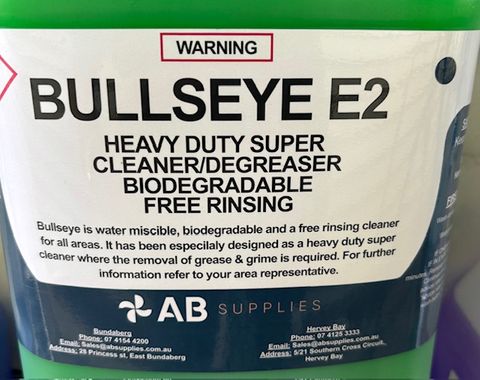 WARNING
BULLSEYE E2
HEAVY DUTY SUPER
CLEANER/DEGREASER
BIODEGRADABLE
FREE RINSING
Bullseye is water miscible, biodegradable and a free rinsing cleaner
for all areas. It has been especilaly designed as a heavy duty super
cleaner where the removal of grease & grime is required. For further
information refer to your area representative.
AB SUPPLIES
Bundaberg
Phone: 07 4154 4200
Email: Sales@absupplies.com.au
Address: 28 Princess st, East Bundaberg
Hervey Bay
Phone: 07 4125 3333
Email: Sales@absupplies.com.au
Address: 5/21 Southern Cross Circuit,
Hervey Bay